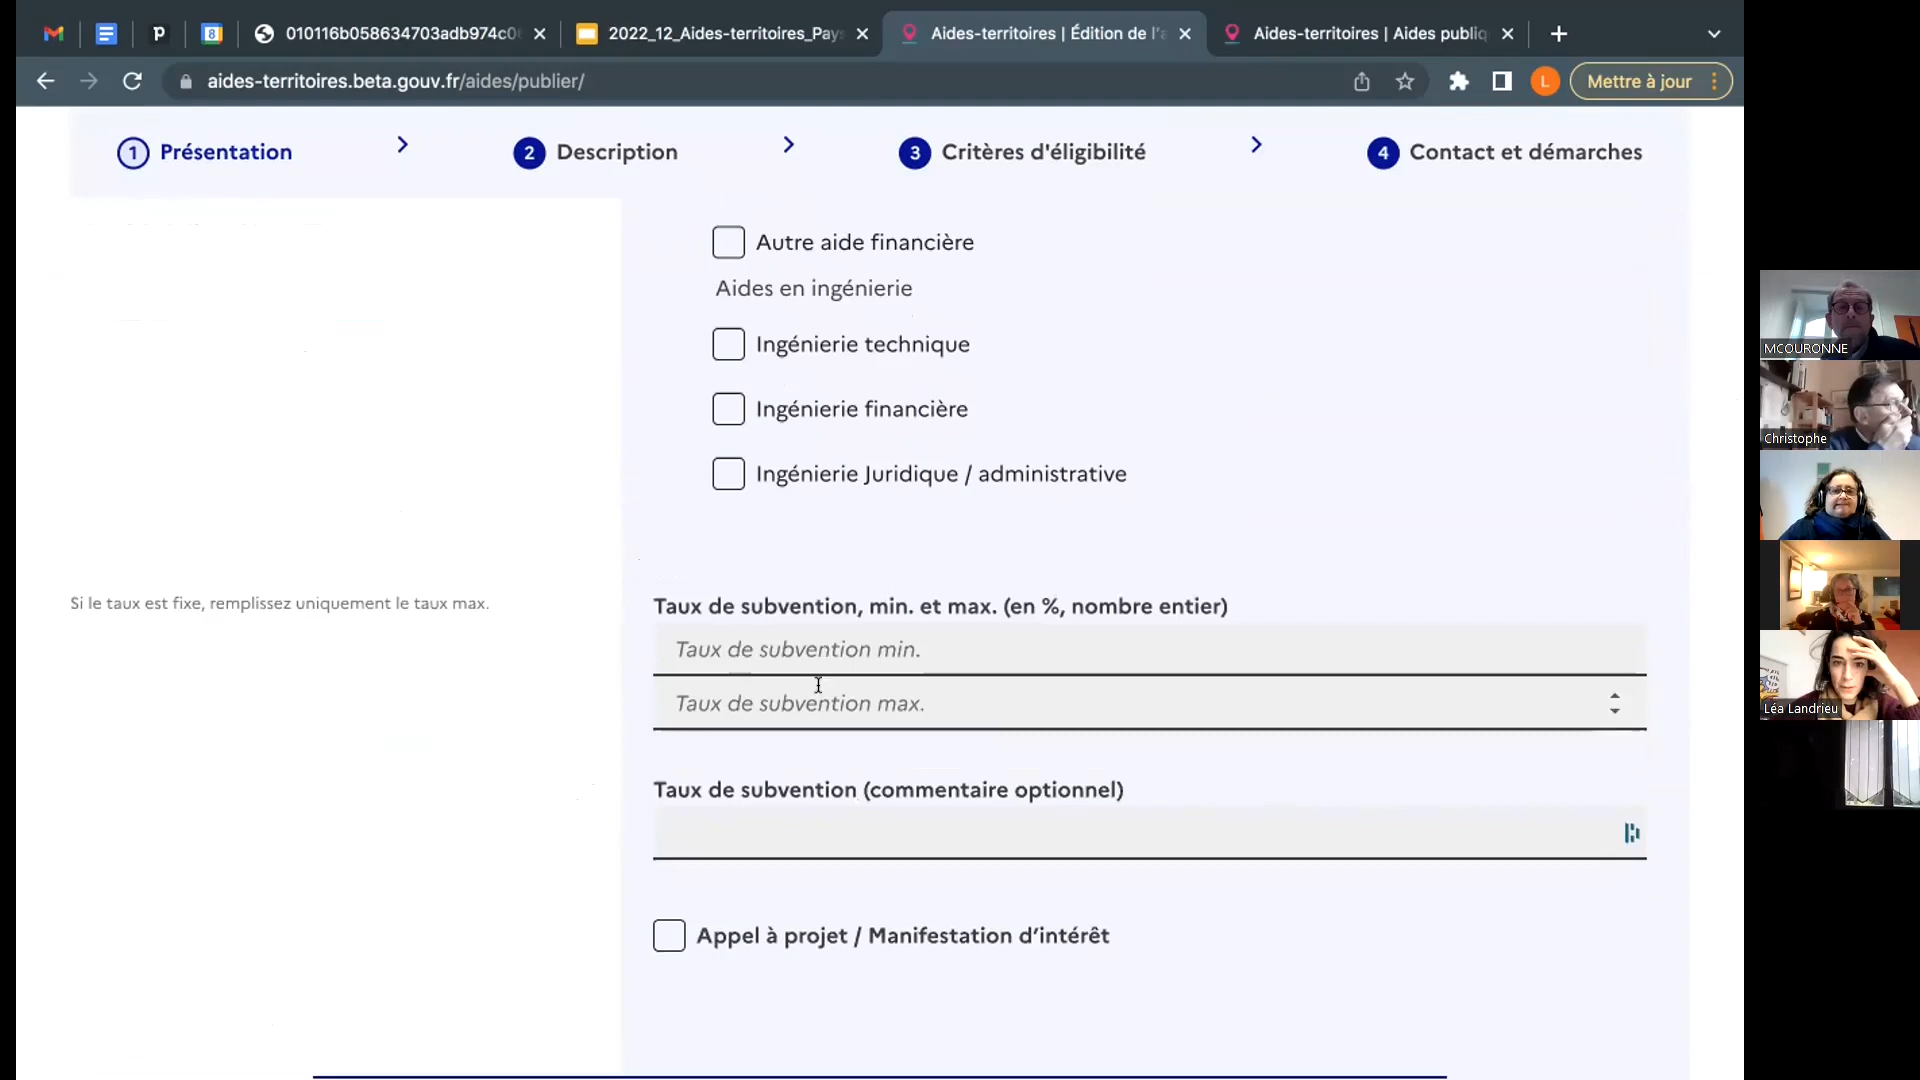 010116b058634703adb974c0
2022_12_Aides-territoires_Pay
Aides-territoires | Édition de l'a
Aides-territoires | Aides publiq
aides-territoires.beta.gouv.fr/aides/publier/
L
Mettre à jour
1 Présentation
2 Description
3 Critères d'éligibilité
4 Contact et démarches
Autre aide financière
Aides en ingénierie
Ingénierie technique
Ingénierie financière
Ingénierie Juridique / administrative
Si le taux est fixe, remplissez uniquement le taux max.
Taux de subvention, min. et max. (en %, nombre entier)
Taux de subvention min.
Taux de subvention max.
Taux de subvention (commentaire optionnel)
Appel à projet / Manifestation d’intérêt
MCOURONNE
Christophe
Léa Landrieu